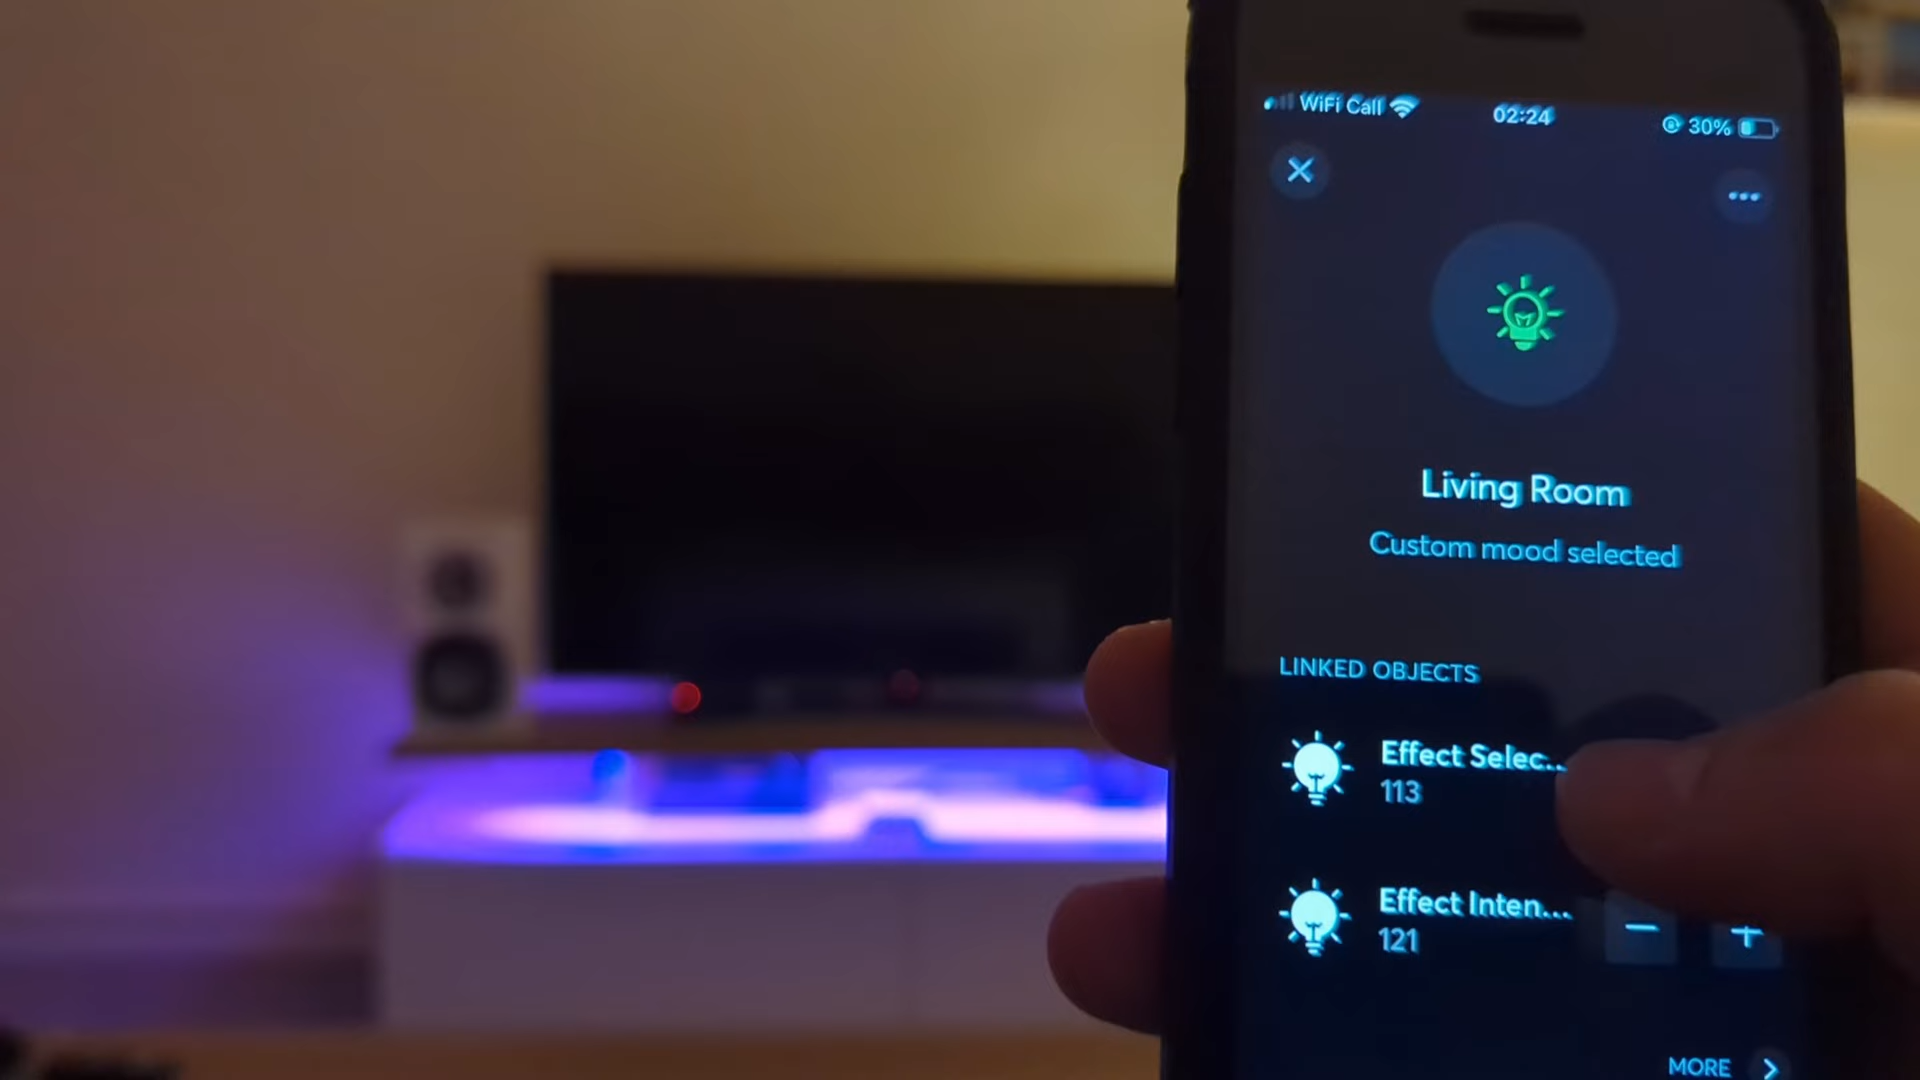 WiFi Call
02:24
30%
Living Room
Custom mood selected
LINKED OBJECTS
Effect Selec...
113
Effect Inten...
121
MORE